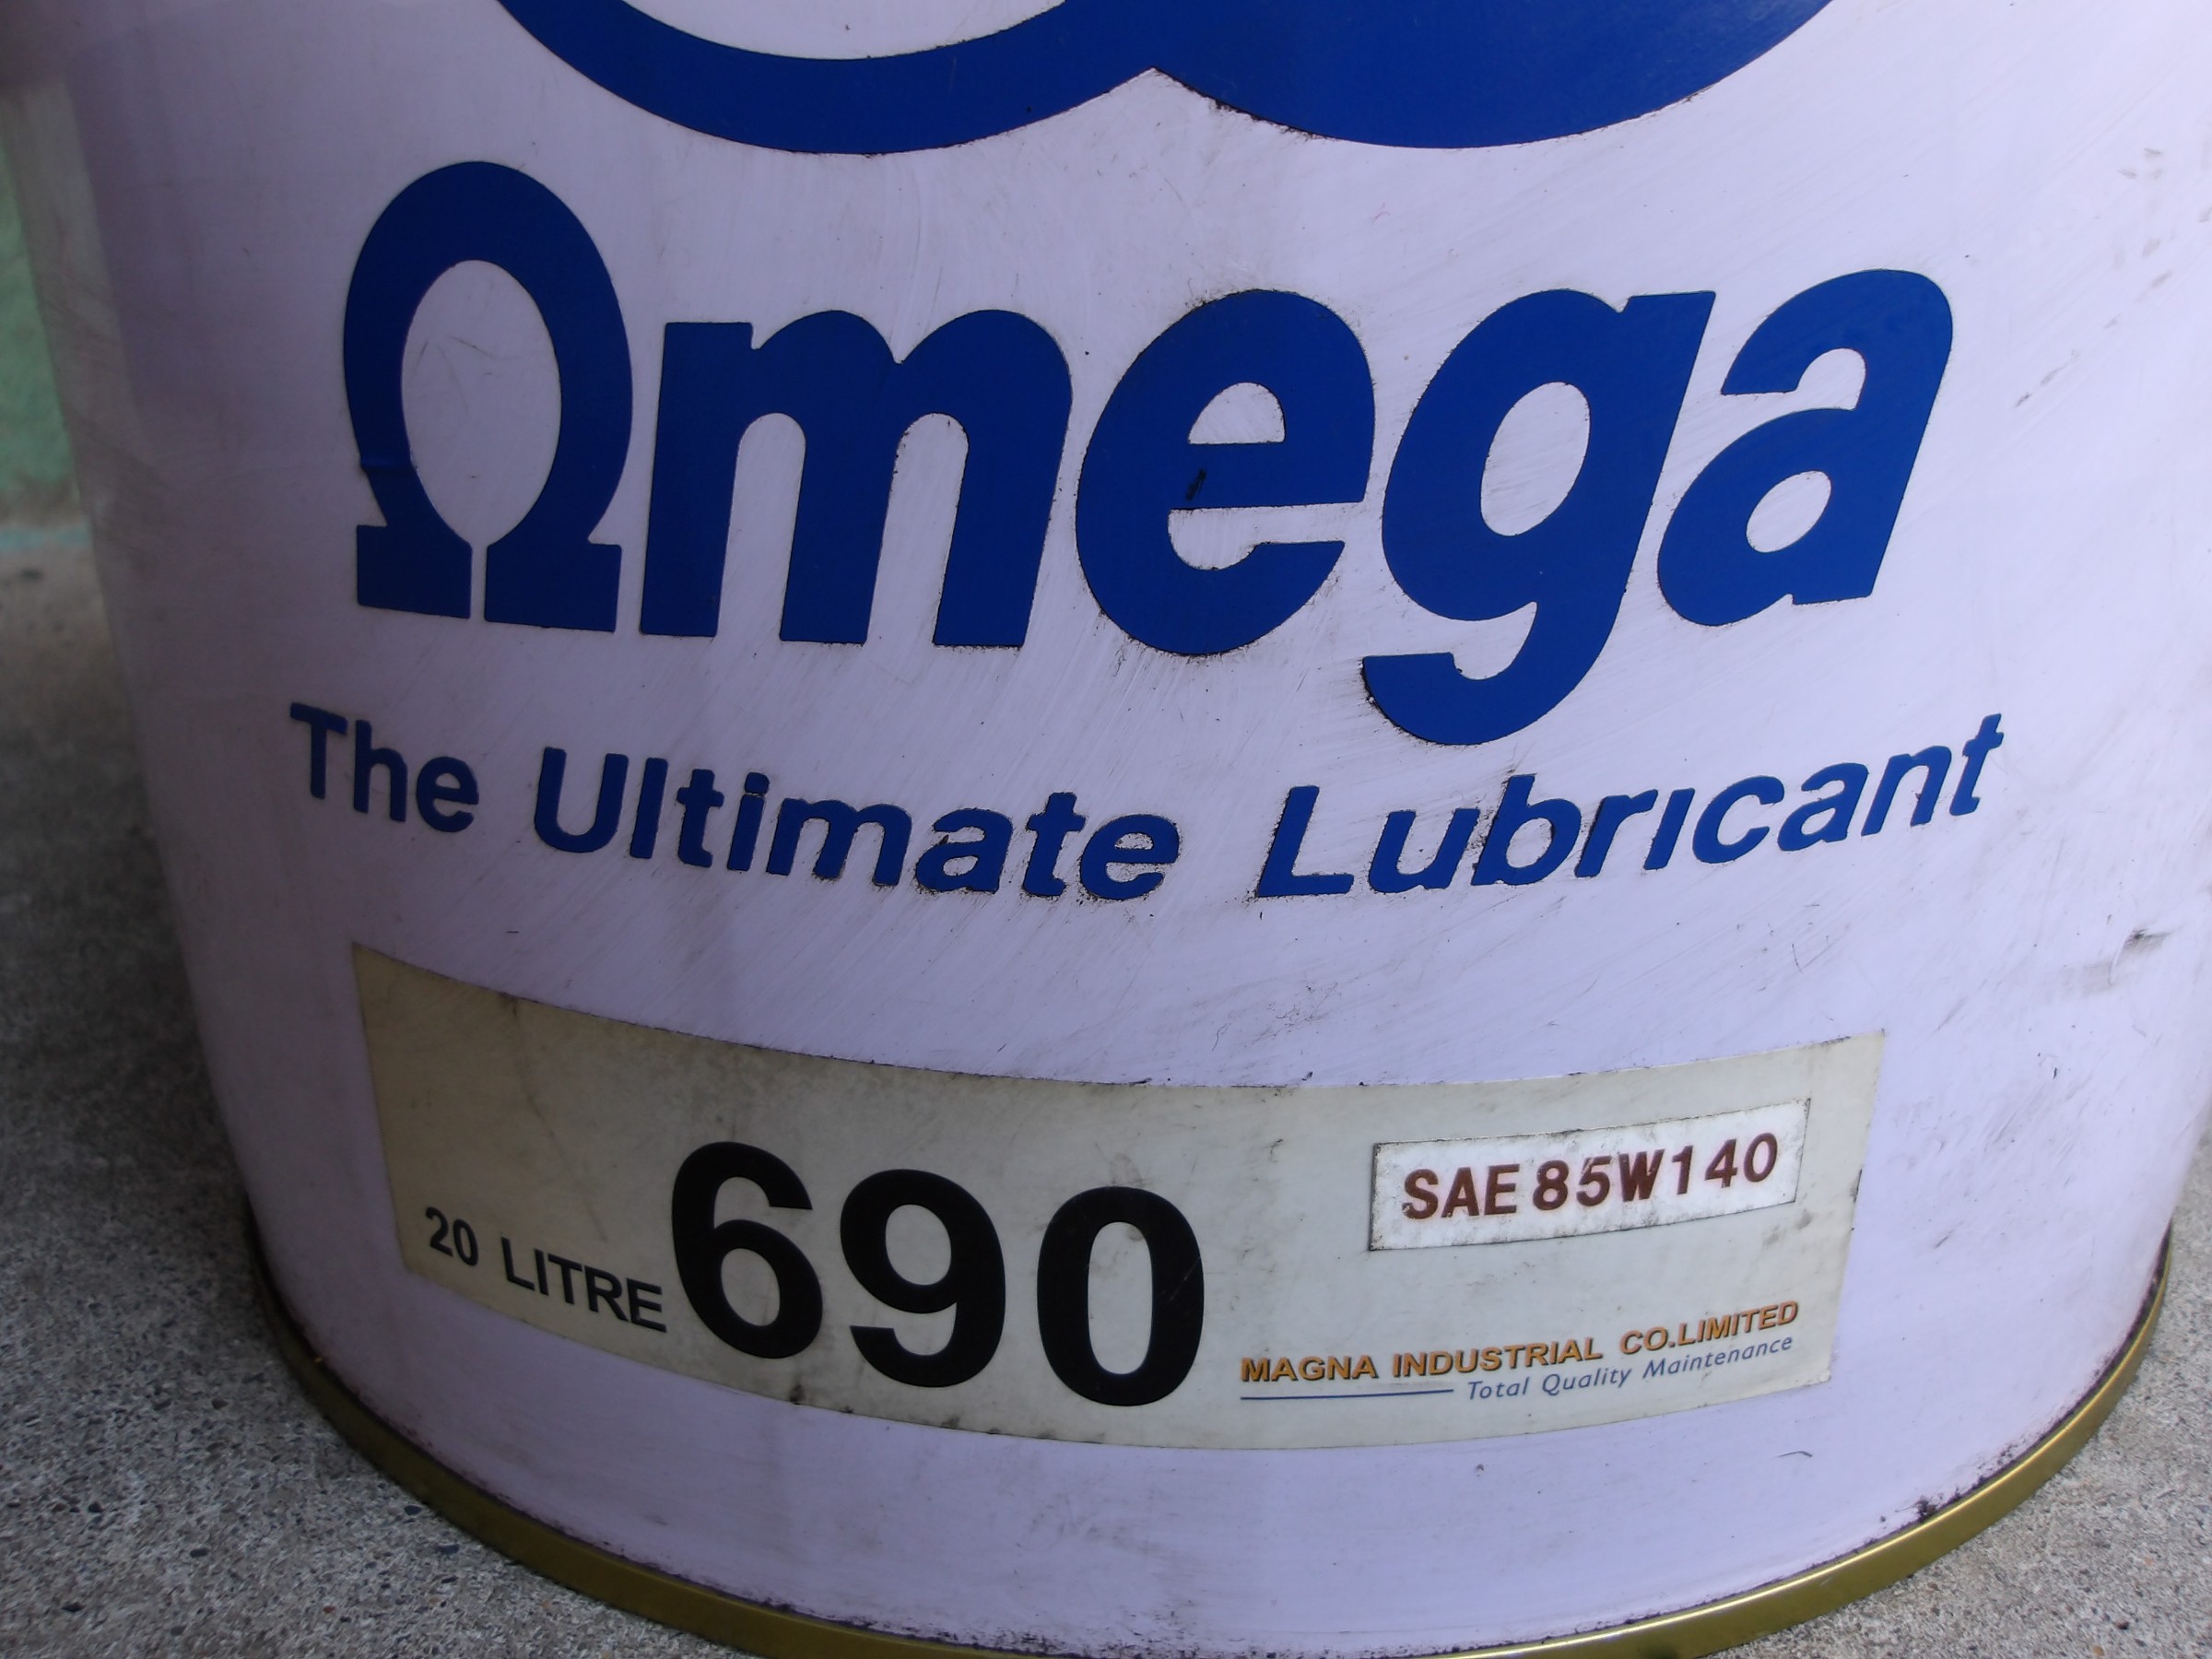 Ωmega
The Ultimate Lubricant
SAE 85W140
20 LITRE 690
MAGNA INDUSTRIAL CO.LIMITED
Total Quality Maintenance